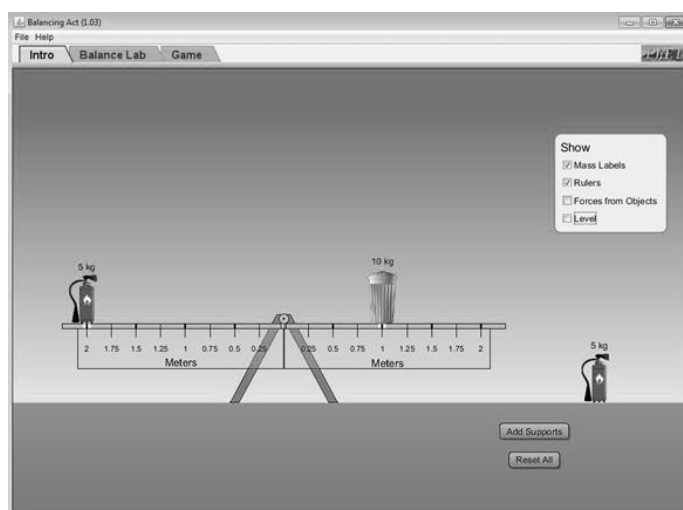 Balancing Act (1.03)
File Help
Intro Balance Lab Game
Show
Mass Labels
Rulers
Forces from Objects
Level
5 kg
10 kg
2 1.75 1.5 1.25 1 0.75 0.5 0.25 0.25 0.5 0.75 1 1.25 1.5 1.75 2
Meters Meters
5 kg
Add Supports
Reset All